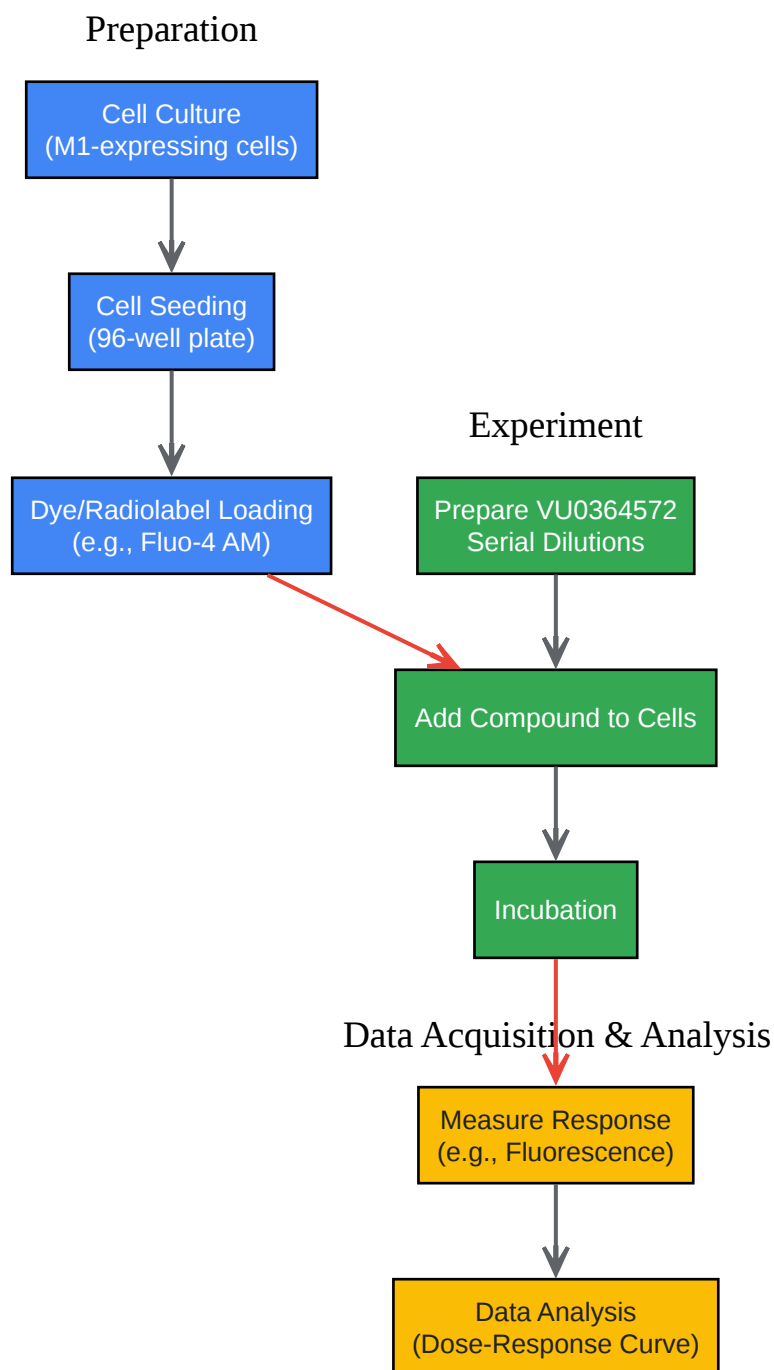 Preparation
Cell Culture
(M1-expressing cells)
Cell Seeding
(96-well plate)
Dye/Radiolabel Loading
(e.g., Fluo-4 AM)
Experiment
Prepare VU0364572
Serial Dilutions
Add Compound to Cells
Incubation
Data Acquisition & Analysis
Measure Response
(e.g., Fluorescence)
Data Analysis
(Dose-Response Curve)